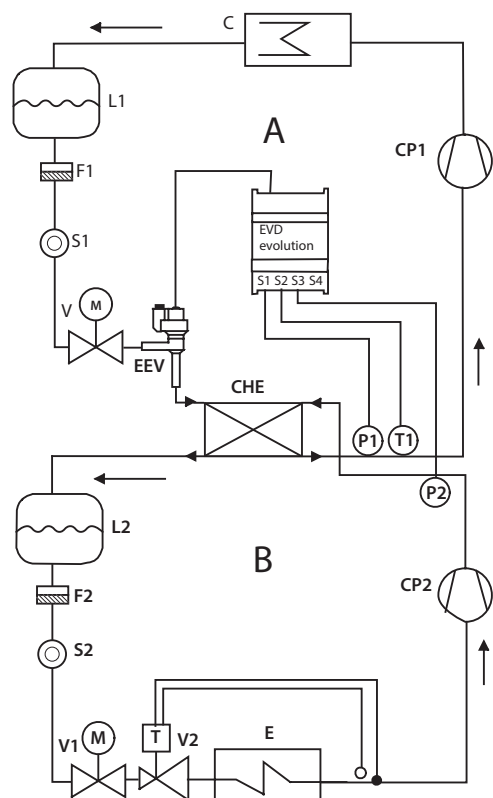 C
L1
A
CP1
F1
EVD
evolution
S1
S1 S2 S3 S4
V
M
EEV
CHE
P1
T1
P2
L2
B
CP2
F2
S2
V1
M
T
V2
E